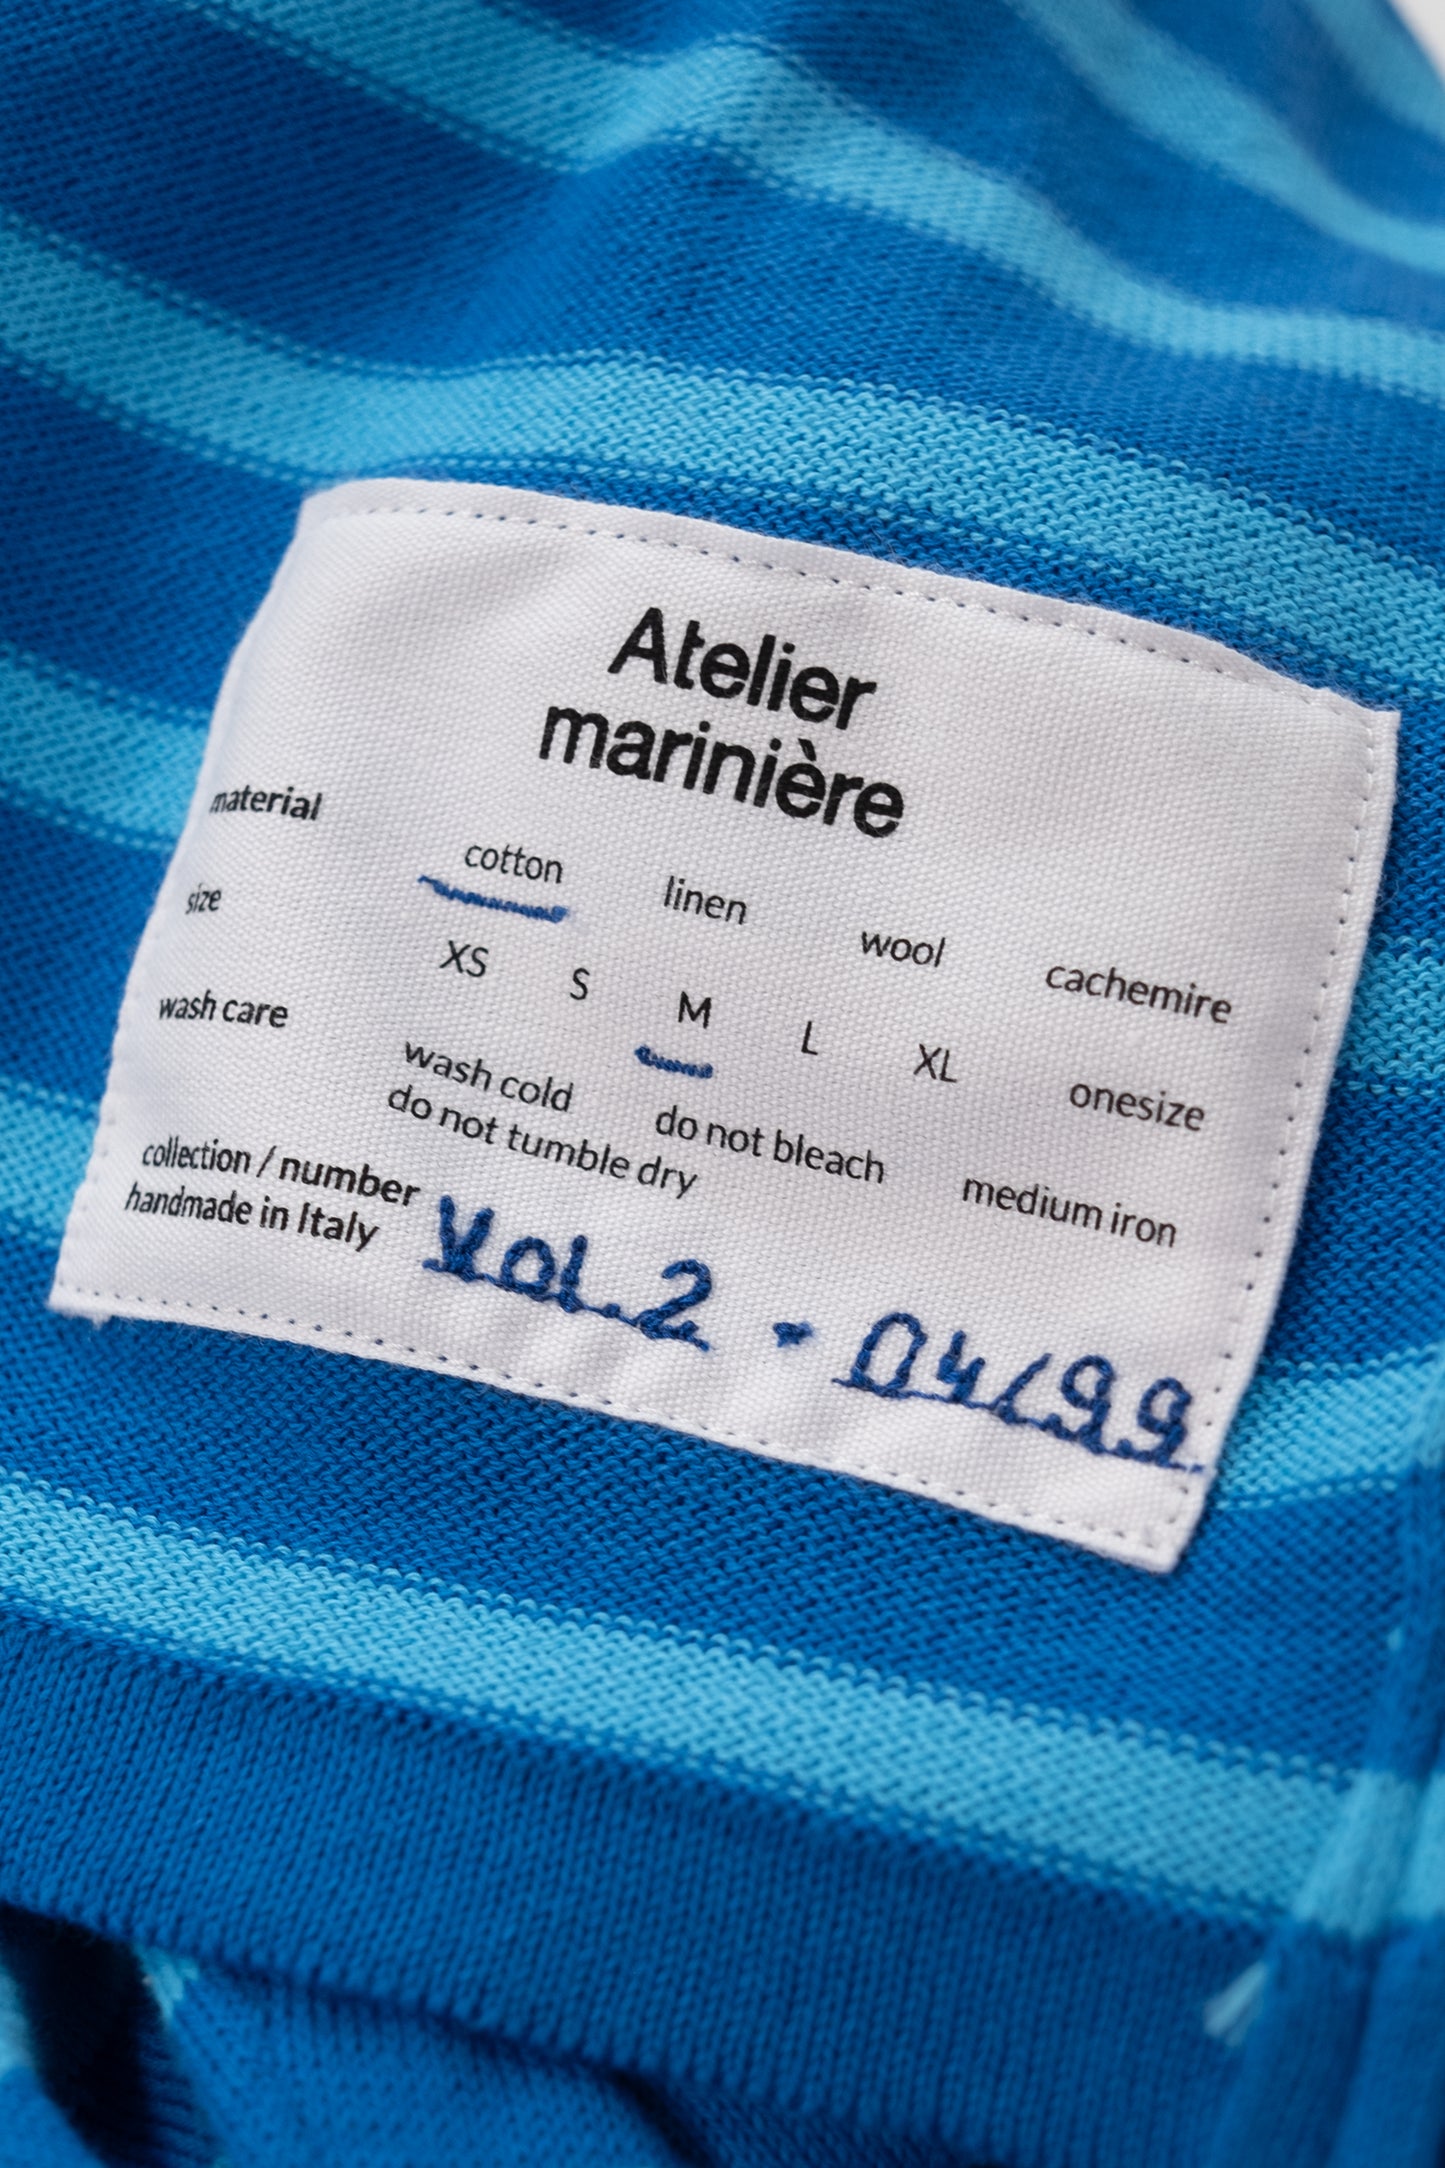 Atelier
marinière
material cotton linen wool cachemire
size XS S M L XL onesize
wash care wash cold do not bleach medium iron
do not tumble dry
collection / number Vol.2 - 04/99
handmade in Italy